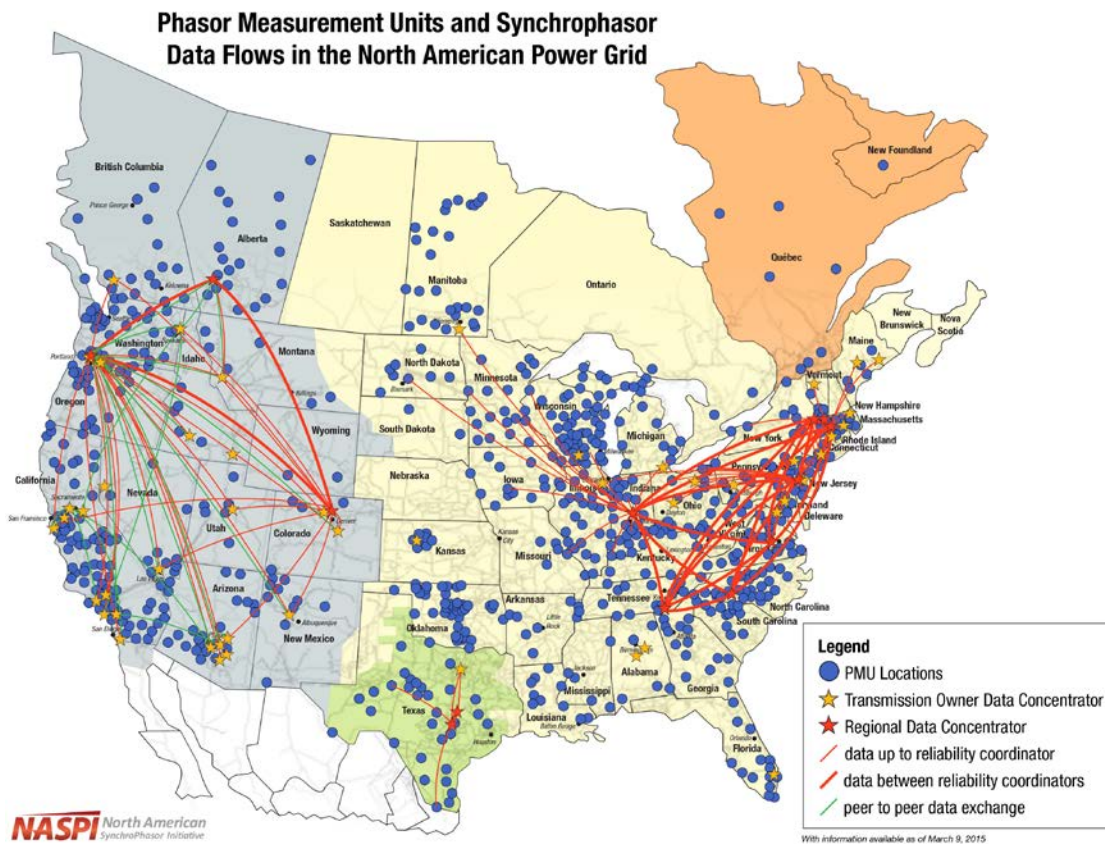 Phasor Measurement Units and Synchrophasor
Data Flows in the North American Power Grid
British Columbia
Prince George
Alberta
Saskatchewan
Manitoba
Ontario
Québec
New Foundland
New Brunswick
Nova Scotia
Maine
Kelowna
Washington
Portland
Idaho
Montana
Billings
North Dakota
Bismark
Minnesota
Wisconsin
Michigan
Milwaukee
Vermont
New Hampshire
Massachusetts
New York
Rhode Island
Connecticut
Oregon
Wyoming
South Dakota
Nebraska
Iowa
Illinois
Indiana
Ohio
Dayton
New Jersey
Deleware
California
Sacramento
San Francisco
Nevada
Utah
Colorado
Denver
Kansas
Kansas City
Missouri
Kentucky
Lexington
Las Vegas
Arizona
Albuquerque
New Mexico
Oklahoma
Arkansas
Little Rock
Tennessee
North Carolina
South Carolina
Texas
Houston
Louisiana
Baton Rouge
Jackson
Mississippi
Alabama
Georgia
Orlando
Florida
Legend
PMU Locations
Transmission Owner Data Concentrator
Regional Data Concentrator
data up to reliability coordinator
data between reliability coordinators
peer to peer data exchange
NASPI North American
SynchroPhasor Initiative
With information available as of March 9, 2015